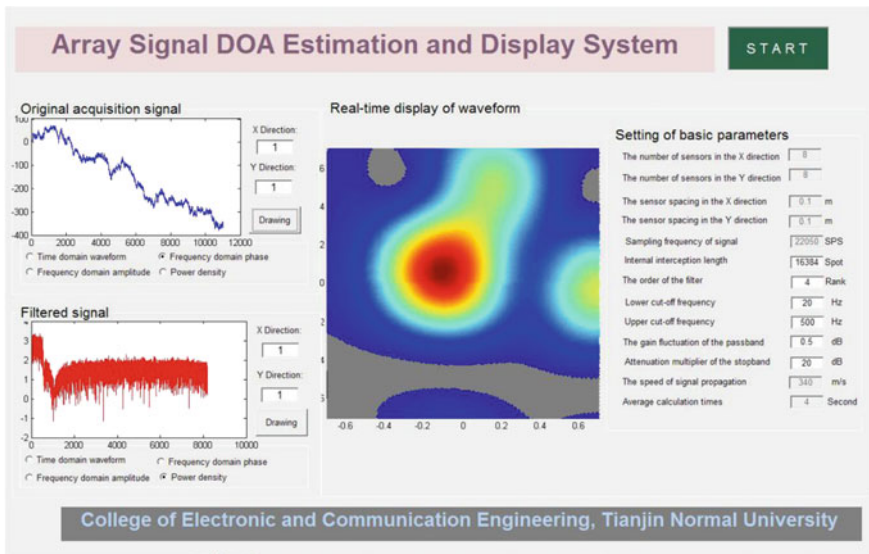 Array Signal DOA Estimation and Display System
START
Original acquisition signal
100
0
-100
-200
-300
-400
0 2000 4000 6000 8000 10000 12000
X Direction:
1
Y Direction:
1
Drawing
Time domain waveform Frequency domain phase
Frequency domain amplitude Power density
Filtered signal
4
3
2
1
0
-1
-2
0 2000 4000 6000 8000 10000
X Direction:
1
Y Direction:
1
Drawing
Time domain waveform Frequency domain phase
Frequency domain amplitude Power density
Real-time display of waveform
6
4
2
0
2
4
6
-0.6 -0.4 -0.2 0 0.2 0.4 0.6
Setting of basic parameters
The number of sensors in the X direction 8
The number of sensors in the Y direction 8
The sensor spacing in the X direction 0.1 m
The sensor spacing in the Y direction 0.1 m
Sampling frequency of signal 22050 SPS
Internal interception length 16384 Spot
The order of the filter 4 Rank
Lower cut-off frequency 20 Hz
Upper cut-off frequency 500 Hz
The gain fluctuation of the passband 0.5 dB
Attenuation multiplier of the stopband 20 dB
The speed of signal propagation 340 m/s
Average calculation times 4 Second
College of Electronic and Communication Engineering, Tianjin Normal University